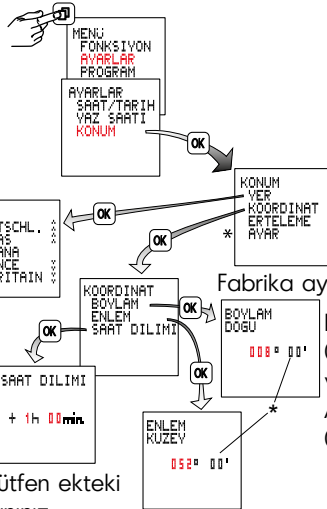 MENÜ
FONKSIYON
AYARLAR
PROGRAM
AYARLAR
SAAT/TARIH
YAZ SAATI
KONUM
OK
KONUM
YER
KOORDINAT
ERTELEME
* AYAR
OK
OK
TSCHL.
AS
ANA
NCE
RITAIN
Fabrika ay
KOORDINAT
BOYLAM
ENLEM
SAAT DILIMI
OK
OK
OK
BOYLAM
DOGU
008° 00'
*
SAAT DILIMI
+ 1h 00min.
ENLEM
KUZEY
052° 00'
ütfen ekteki